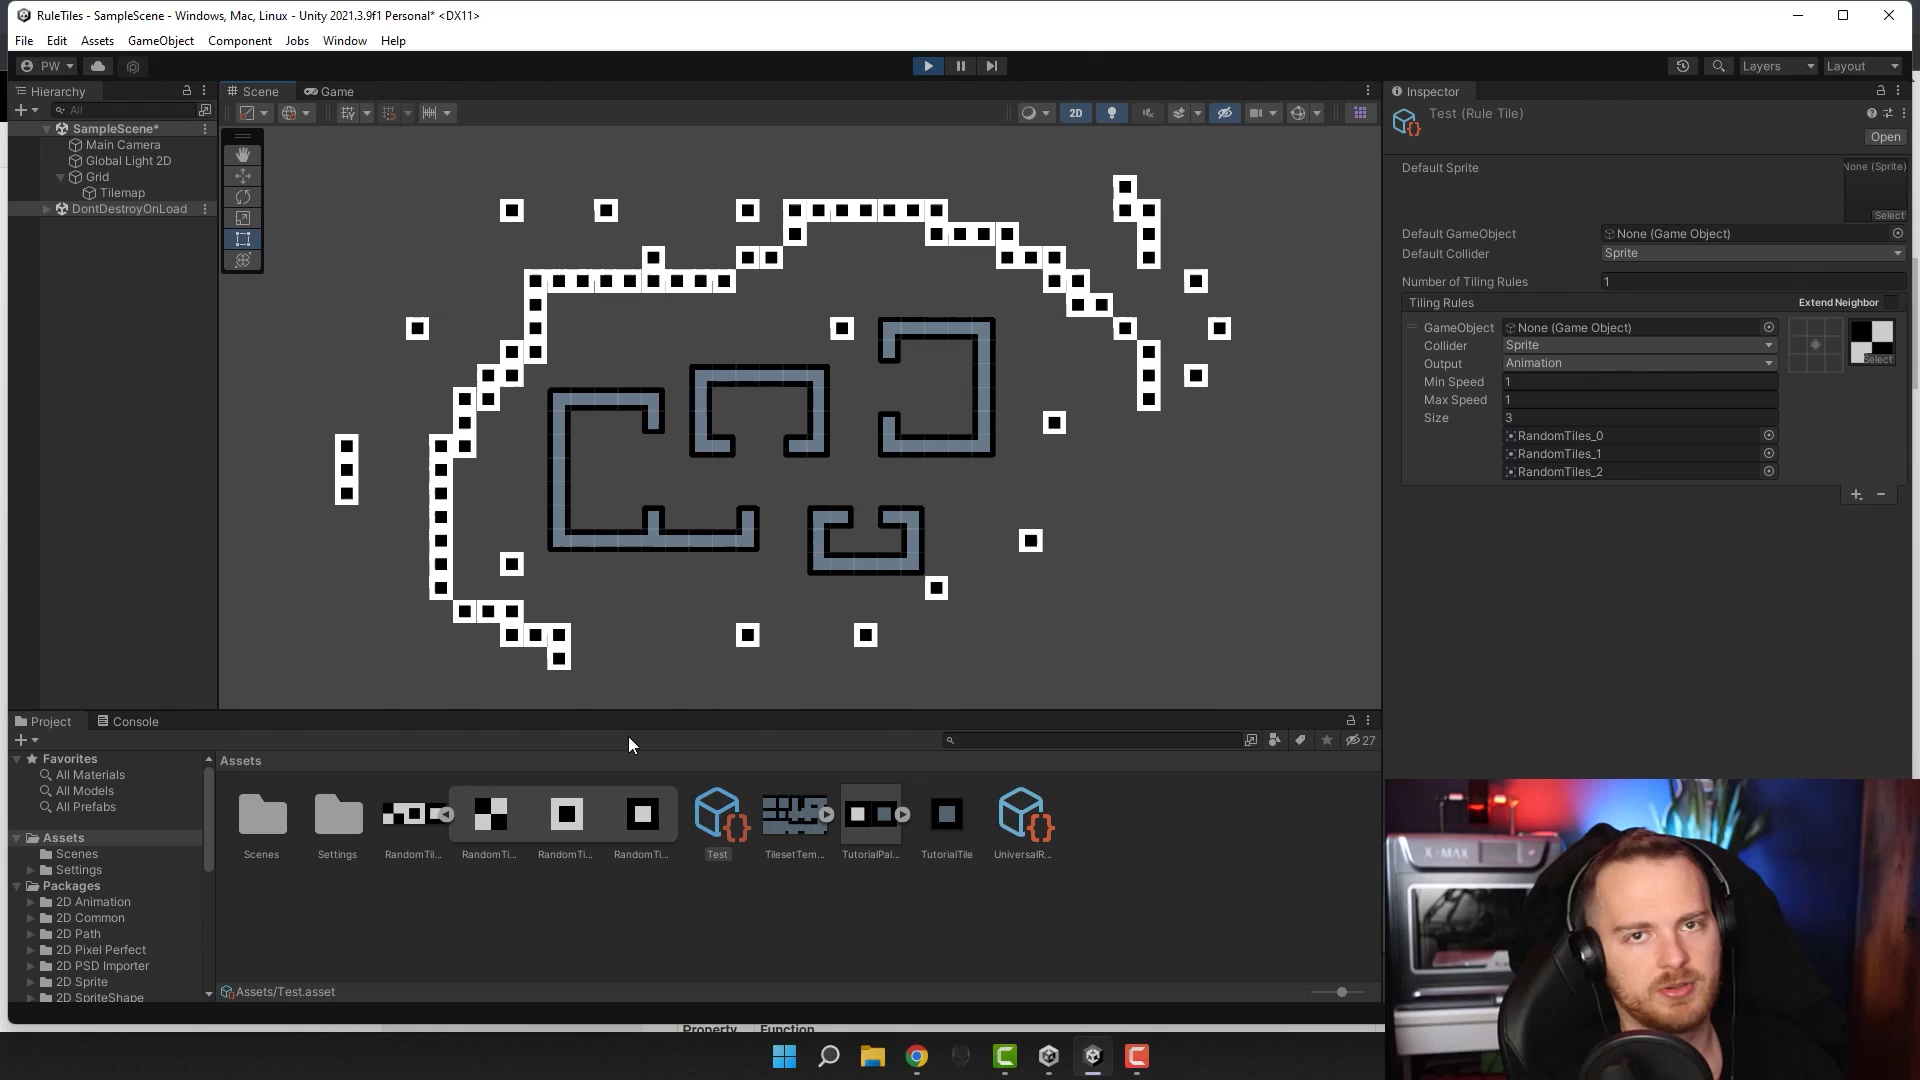 RuleTiles - SampleScene - Windows, Mac, Linux - Unity 2021.3.9f1 Personal* <DX11>
File Edit Assets GameObject Component Jobs Window Help
PW
Layers Layout
Hierarchy
All
SampleScene*
Main Camera
Global Light 2D
Grid
Tilemap
DontDestroyOnLoad
Scene Game
2D
Inspector
Test (Rule Tile)
Open
Default Sprite
None (Sprite)
Select
Default GameObject None (Game Object)
Default Collider Sprite
Number of Tiling Rules 1
Tiling Rules Extend Neighbor
GameObject None (Game Object)
Collider Sprite
Output Animation
Select
Min Speed 1
Max Speed 1
Size 3
RandomTiles_0
RandomTiles_1
RandomTiles_2
Project Console
27
Favorites
All Materials
All Models
All Prefabs
Assets
Scenes
Settings
Packages
2D Animation
2D Common
2D Path
2D Pixel Perfect
2D PSD Importer
2D Sprite
2D SpriteShape
Assets
Scenes Settings RandomTil... RandomTi... RandomTi... RandomTi... Test TilesetTem... TutorialPal... TutorialTile UniversalR...
Assets/Test.asset
Property Function
X-MAX